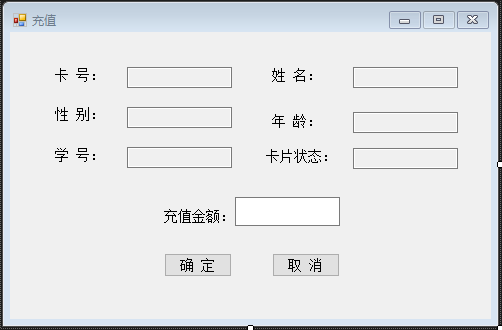 充值
卡 号： 姓 名：
性 别： 年 龄：
学 号： 卡片状态：
充值金额：
确 定 取 消